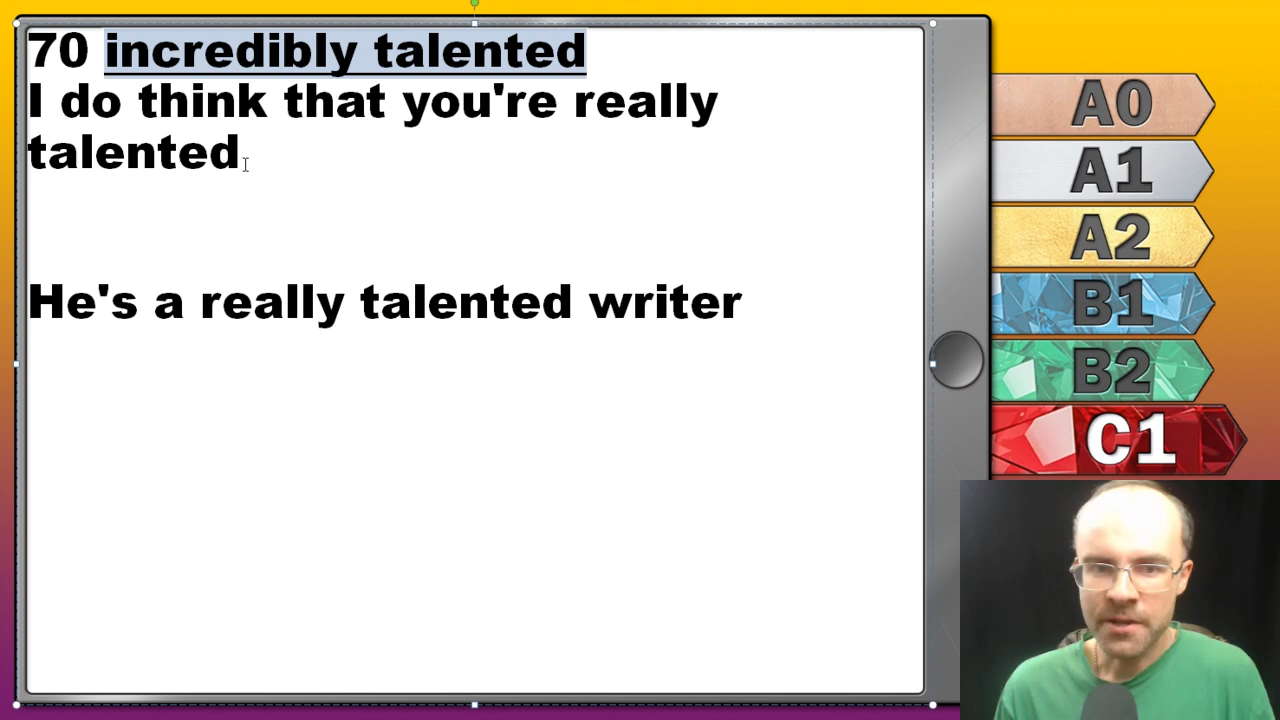 70 incredibly talented
I do think that you're really
talented
He's a really talented writer
A0
A1
A2
B1
B2
C1